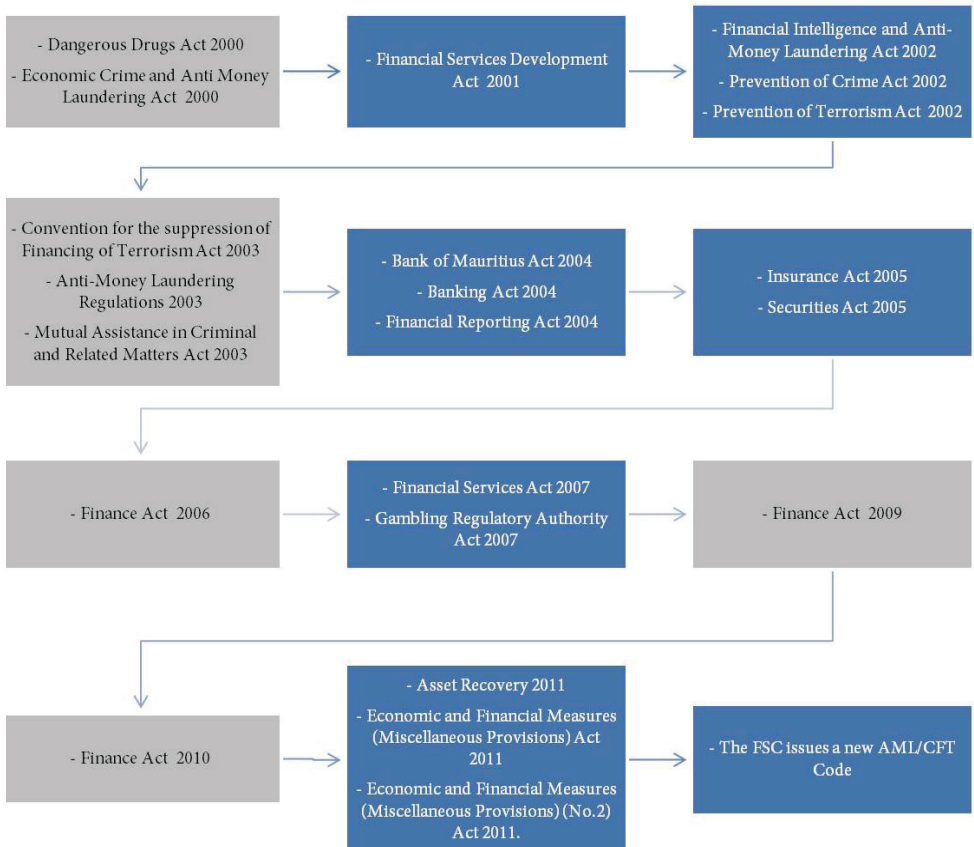 - Dangerous Drugs Act 2000
- Economic Crime and Anti Money
Laundering Act 2000
- Financial Services Development
Act 2001
- Financial Intelligence and Anti-
Money Laundering Act 2002
- Prevention of Crime Act 2002
- Prevention of Terrorism Act 2002
- Convention for the suppression of
Financing of Terrorism Act 2003
- Anti-Money Laundering
Regulations 2003
- Mutual Assistance in Criminal
and Related Matters Act 2003
- Bank of Mauritius Act 2004
- Banking Act 2004
- Financial Reporting Act 2004
- Insurance Act 2005
- Securities Act 2005
- Finance Act 2006
- Financial Services Act 2007
- Gambling Regulatory Authority
Act 2007
- Finance Act 2009
- Finance Act 2010
- Asset Recovery 2011
- Economic and Financial Measures
(Miscellaneous Provisions) Act
2011
- Economic and Financial Measures
(Miscellaneous Provisions) (No.2)
Act 2011.
- The FSC issues a new AML/CFT
Code